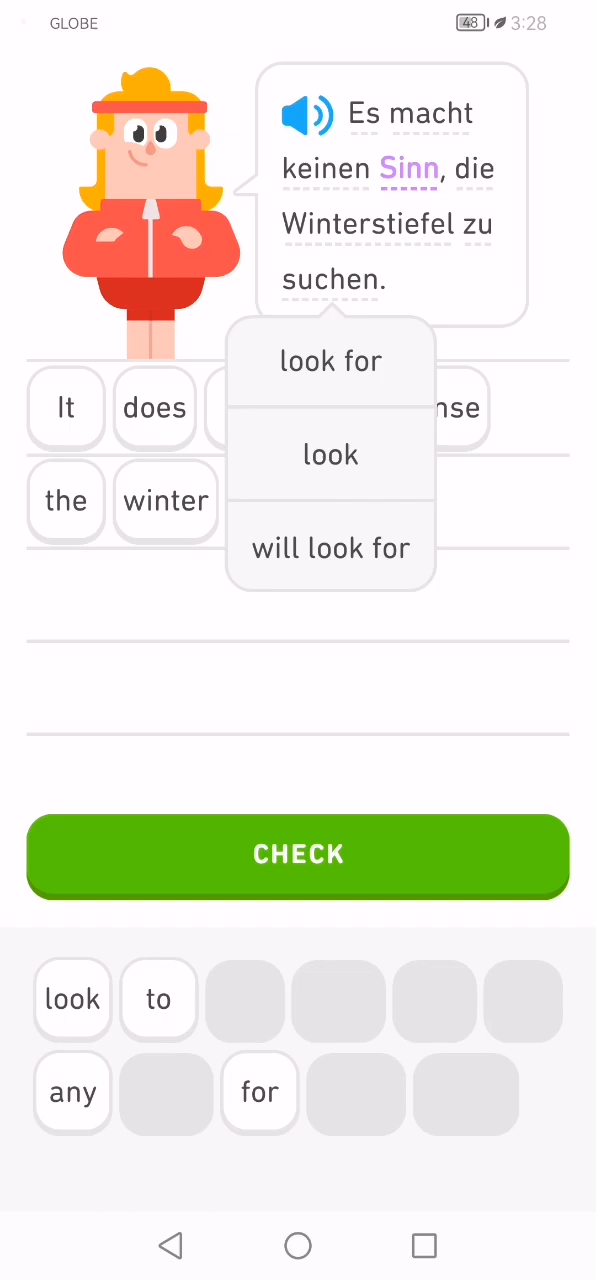 GLOBE 48 3:28
Es macht
keinen Sinn, die
Winterstiefel zu
suchen.
look for
look
will look for
It does nse
the winter
CHECK
look to
any for